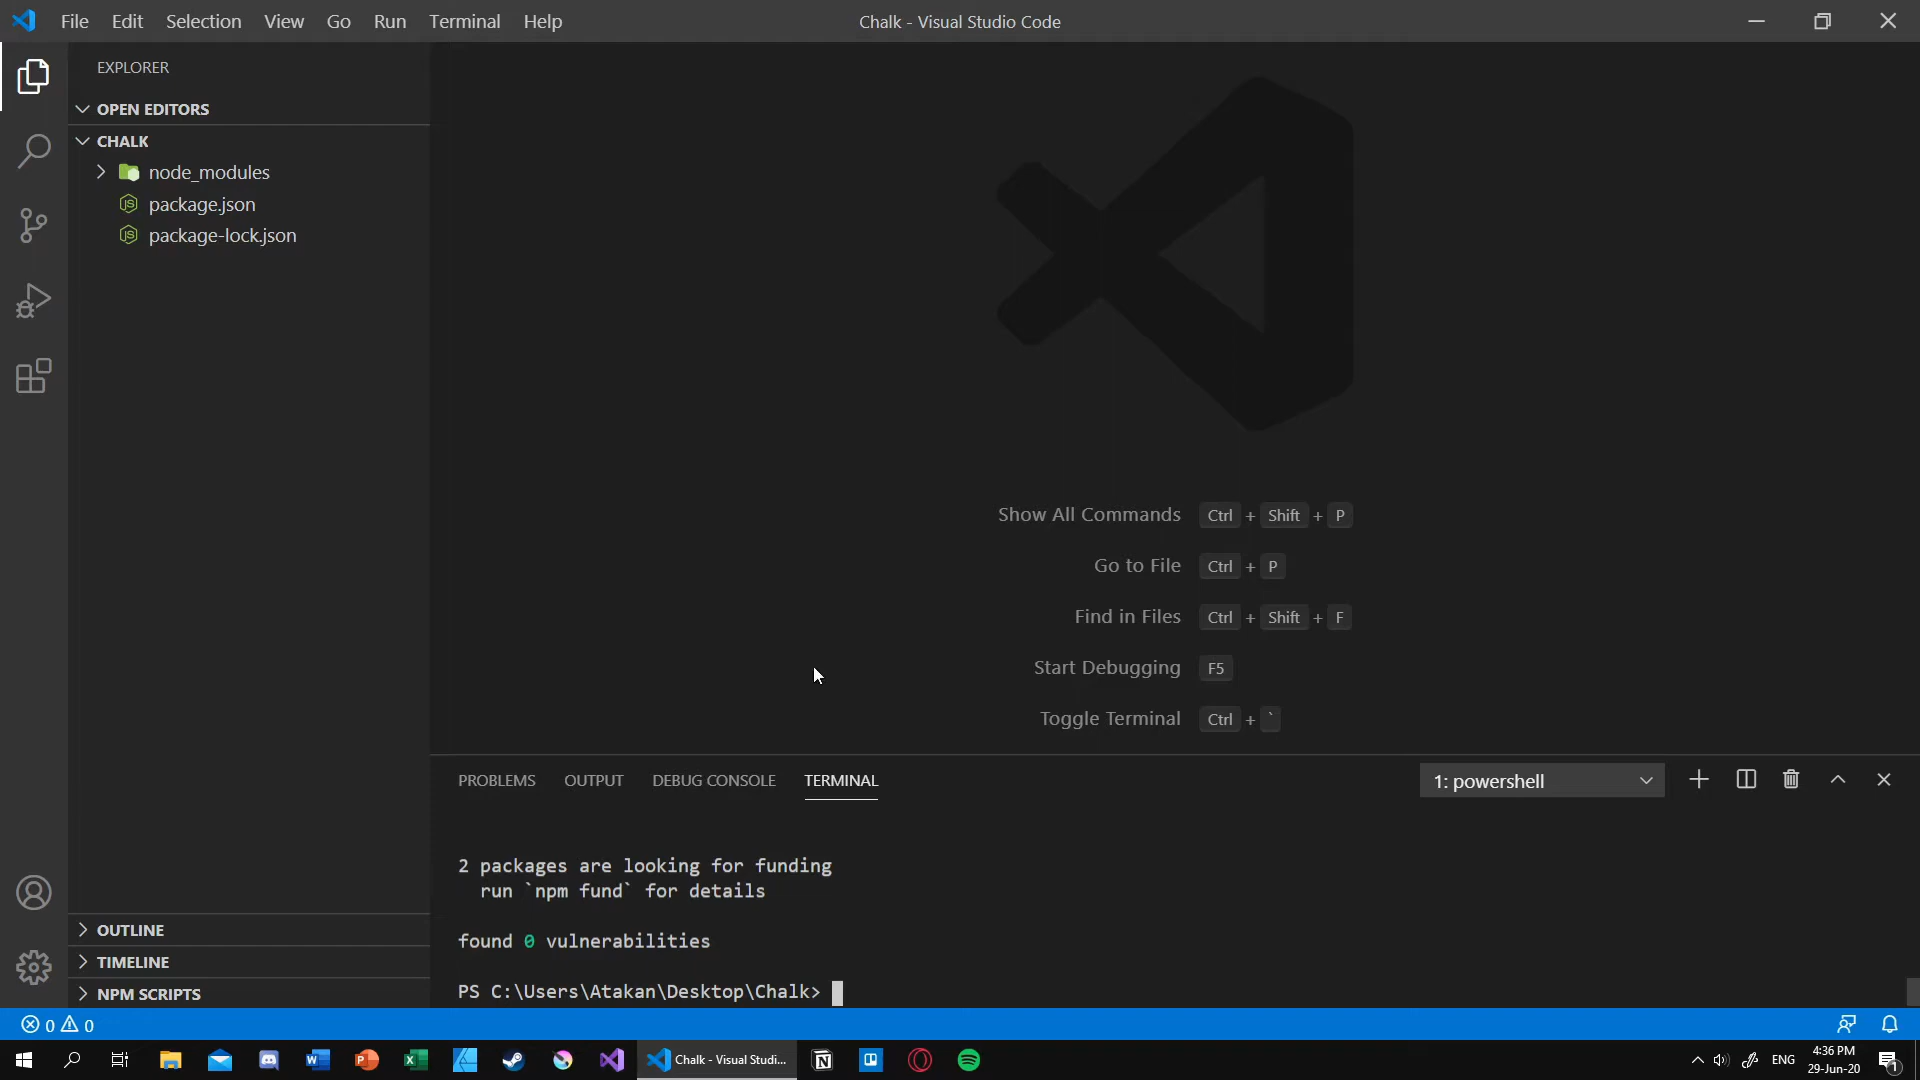 File Edit Selection View Go Run Terminal Help
Chalk - Visual Studio Code
EXPLORER
OPEN EDITORS
CHALK
node_modules
package.json
package-lock.json
Show All Commands Ctrl + Shift + P
Go to File Ctrl + P
Find in Files Ctrl + Shift + F
Start Debugging F5
Toggle Terminal Ctrl + `
PROBLEMS OUTPUT DEBUG CONSOLE TERMINAL
1: powershell
2 packages are looking for funding
run `npm fund` for details
found 0 vulnerabilities
PS C:\Users\Atakan\Desktop\Chalk>
OUTLINE
TIMELINE
NPM SCRIPTS
0 0
Chalk - Visual Studi...
ENG
4:36 PM
29-Jun-20
1